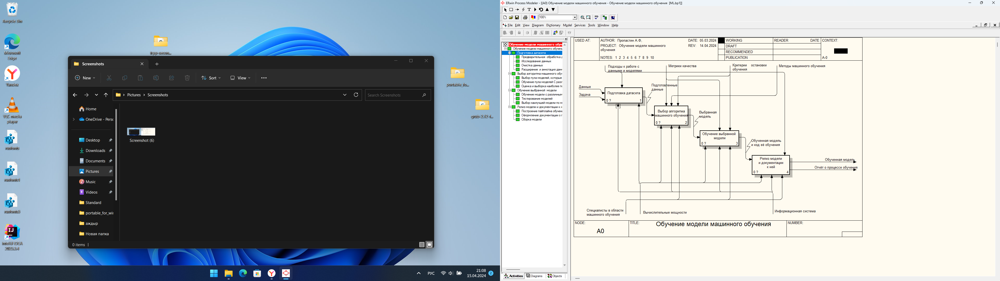 Recycle Bin
Microsoft
Edge
Yandex
VLC media
player
rusfonts
rusfonts1
rusfonts3
IntelliJ IDEA
2023.3.4
trpp-secon...
portable_fo...
grub-2.12-f...
Screenshots
New
Sort
View
Pictures
Screenshots
Search Screenshots
Home
OneDrive - Perso
Desktop
Downloads
Documents
Pictures
Music
Videos
Standard
portable_for_win
аждыр
Новая папка
Screenshot (6)
0 items
РУС
21:08
15.04.2024
2
ERwin Process Modeler - [(A0) Обучение модели машинного обучения - Обучение модели машинного обучения [ML.bp1]]
100%
File Edit View Diagram Dictionary Model Services Tools Window Help
Обучение модели машинного обуч
Обучение модели машинного обучен
Подготовка датасета
Предварительная обработка д
Исследование данных
Очистка данных
Расширение и аннотация данн
Выбор алгоритма машинного обуч
Выбор пула моделей, которые
Обучение пула моделей С разл
Оценка и выборка наиболее по
Обучение выбранной модели
Обучение модели с различным
Тестирование моделей
Выбор наилучшей модели по м
Релиз модели и документации к н
Построение пайплайна обучен
Оформление документации о п
Сборка модели
Activities Diagrams Objects
USED AT:
AUTHOR: Пропастин А.Ф,
DATE: 05.03.2024
PROJECT: Обучение модели машинного
обучения
REV: 14.04.2024
NOTES: 1 2 3 4 5 6 7 8 9 10
WORKING
DRAFT
RECOMMENDED
PUBLICATION
READER
DATE
CONTEXT:
A-0
Подходы к работе с
данными и моделями
Метрики качества
Критерии остановки
обучения
Методы машинного обучения
Данные
Задача
Подготовка датасета
0 ? 1
Подготовленные
данные
Выбор алгоритма
машинного обучения
0 ? 2
Выбранная
модель
Обучение выбранной
модели
0 ? 3
Обученная модель
и код её обучения
Релиз модели
и документации
к ней
0 ? 4
Обученная модель
Отчёт о процессе обучения
Специалисты в области
машинного обучения
Вычислительные мощности
Информационная система
NODE:
A0
TITLE:
Обучение модели машинного обучения
NUMBER: